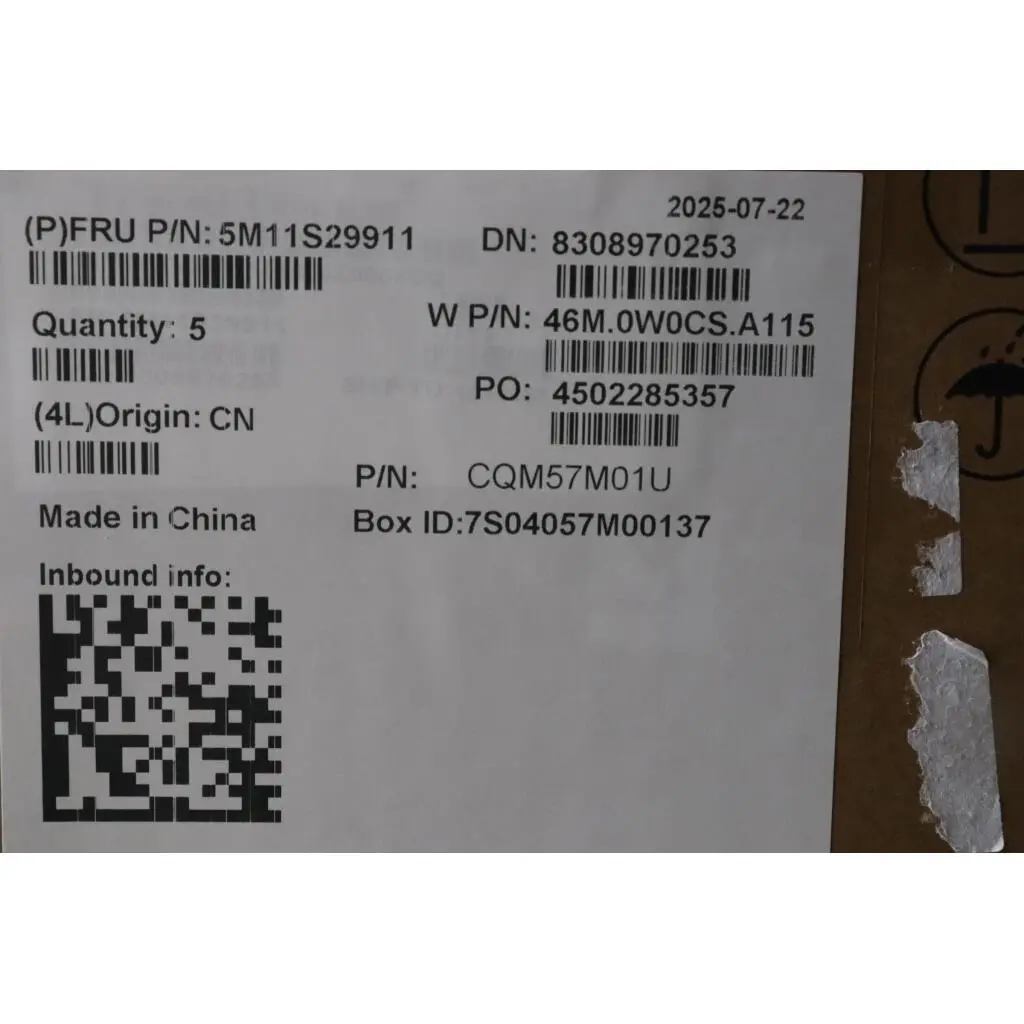 2025-07-22
(P)FRU P/N: 5M11S29911
DN: 8308970253
Quantity: 5
W P/N: 46M.0W0CS.A115
PO: 4502285357
(4L)Origin: CN
P/N: CQM57M01U
Made in China
Box ID:7S04057M00137
Inbound info: